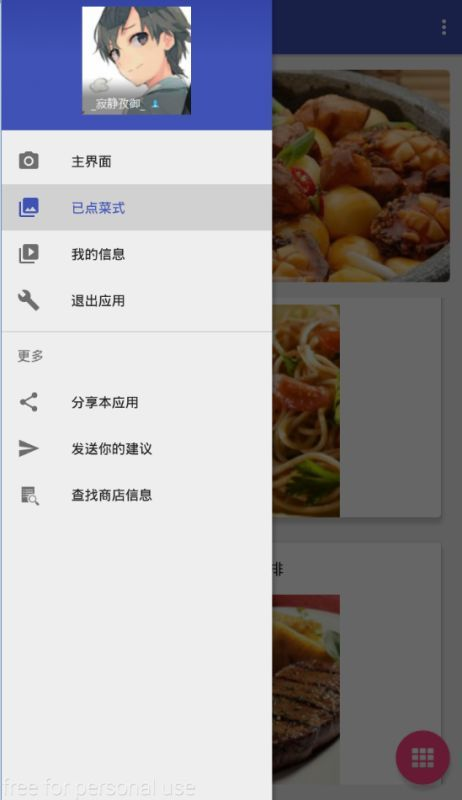 _寂静孜御_
主界面
已点菜式
我的信息
退出应用
更多
分享本应用
发送你的建议
查找商店信息
排
free for personal use